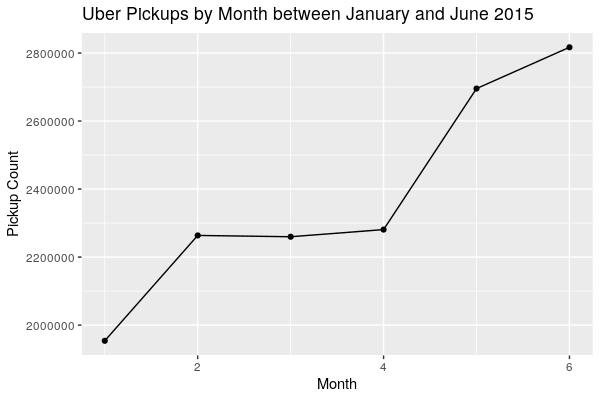 Uber Pickups by Month between January and June 2015
2800000
2600000
2400000
2200000
2000000
Pickup Count
2 4 6
Month